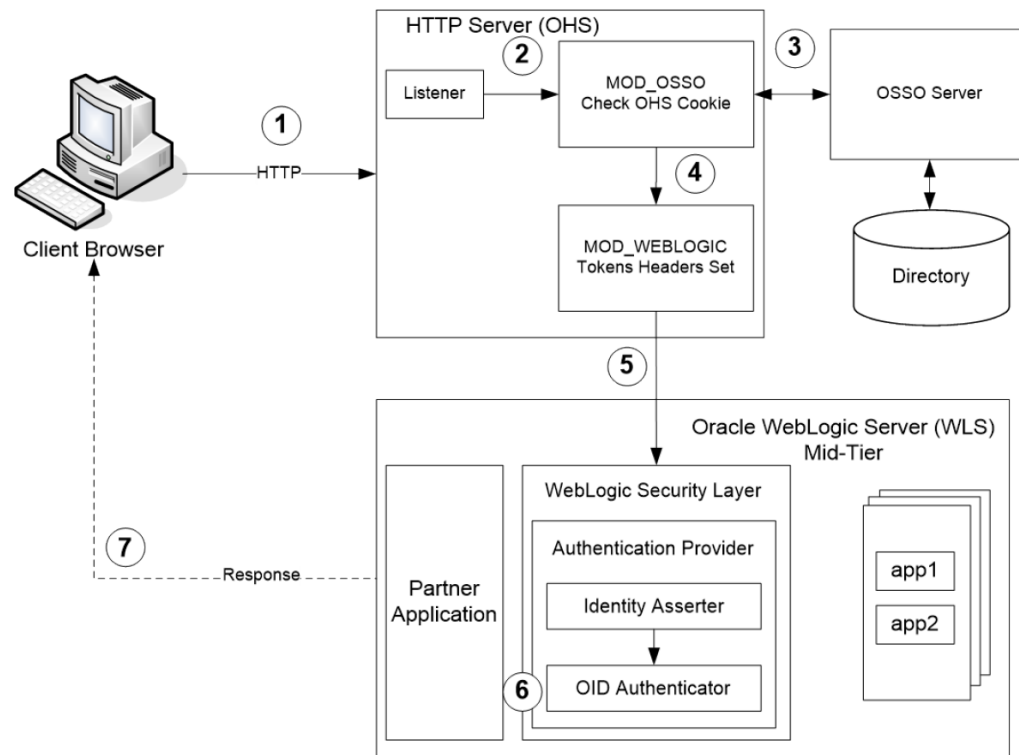 HTTP Server (OHS)
2
3
Listener
MOD_OSSO
Check OHS Cookie
OSSO Server
1
HTTP
4
Client Browser
MOD_WEBLOGIC
Tokens Headers Set
Directory
5
Oracle WebLogic Server (WLS)
Mid-Tier
WebLogic Security Layer
Authentication Provider
7
Response
Partner
Application
Identity Asserter
app1
app2
6
OID Authenticator